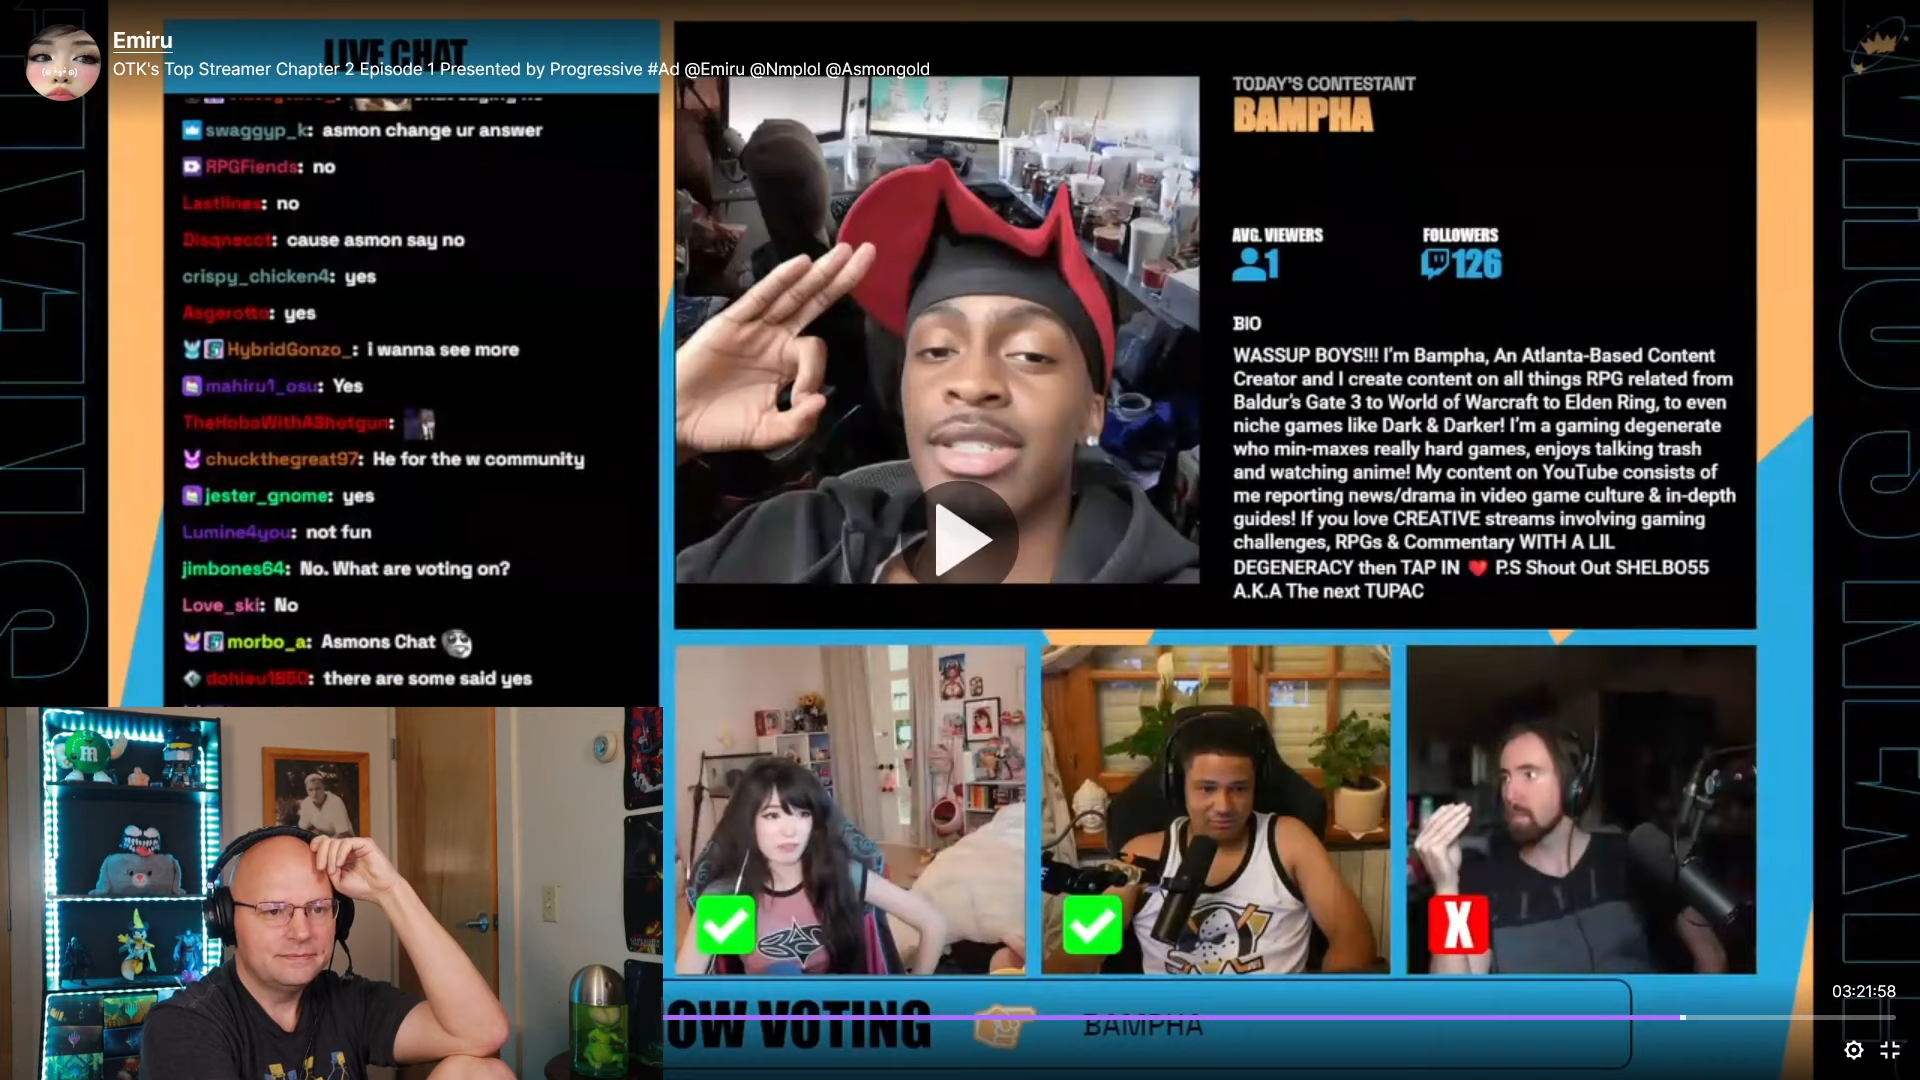 Emiru
OTK's Top Streamer Chapter 2 Episode 1 Presented by Progressive #Ad @Emiru @Nmplol @Asmongold
LIVE CHAT
swaggyp_k: asmon change ur answer
RPGFiends: no
Lastlines: no
Disqnecct: cause asmon say no
crispy_chicken4: yes
Asgerotto: yes
HybridGonzo_: i wanna see more
mahiru1_osu: Yes
TheHoboWithAShotgun:
chuckthegreat97: He for the w community
jester_gnome: yes
Lumine4you: not fun
jimbones64: No. What are voting on?
Love_ski: No
morbo_a: Asmons Chat
dohieu1650: there are some said yes
TODAY'S CONTESTANT
BAMPHA
AVG. VIEWERS
1
FOLLOWERS
126
BIO
WASSUP BOYS!!! I'm Bampha, An Atlanta-Based Content
Creator and I create content on all things RPG related from
Baldur's Gate 3 to World of Warcraft to Elden Ring, to even
niche games like Dark & Darker! I'm a gaming degenerate
who min-maxes really hard games, enjoys talking trash
and watching anime! My content on YouTube consists of
me reporting news/drama in video game culture & in-depth
guides! If you love CREATIVE streams involving gaming
challenges, RPGs & Commentary WITH A LIL
DEGENERACY then TAP IN ❤️ P.S Shout Out SHELBO55
A.K.A The next TUPAC
X
OW VOTING
BAMPHA
03:21:58